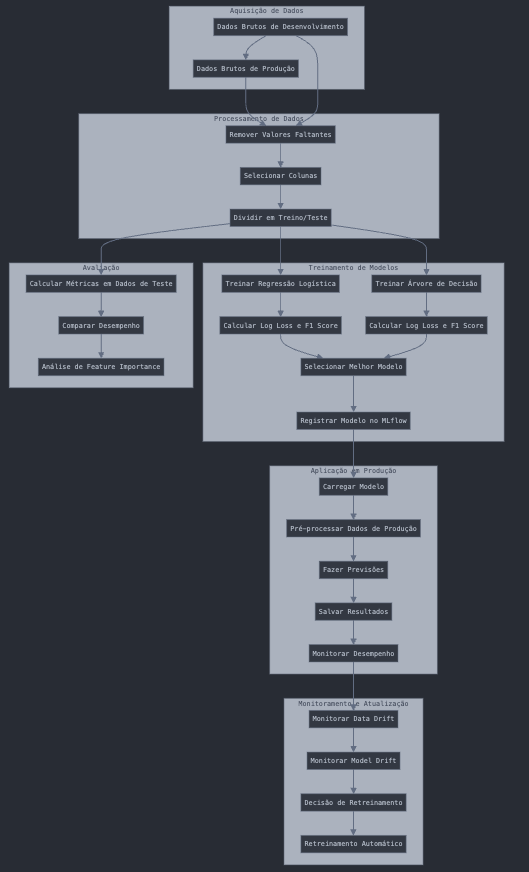 Aquisição de Dados
Dados Brutos de Desenvolvimento
Dados Brutos de Produção
Processamento de Dados
Remover Valores Faltantes
Selecionar Colunas
Dividir em Treino/Teste
Avaliação
Calcular Métricas em Dados de Teste
Comparar Desempenho
Análise de Feature Importance
Treinamento de Modelos
Treinar Regressão Logística
Treinar Árvore de Decisão
Calcular Log Loss e F1 Score
Calcular Log Loss e F1 Score
Selecionar Melhor Modelo
Registrar Modelo no MLflow
Aplicação em Produção
Carregar Modelo
Pré-processar Dados de Produção
Fazer Previsões
Salvar Resultados
Monitorar Desempenho
Monitoramento e Atualização
Monitorar Data Drift
Monitorar Model Drift
Decisão de Retreinamento
Retreinamento Automático